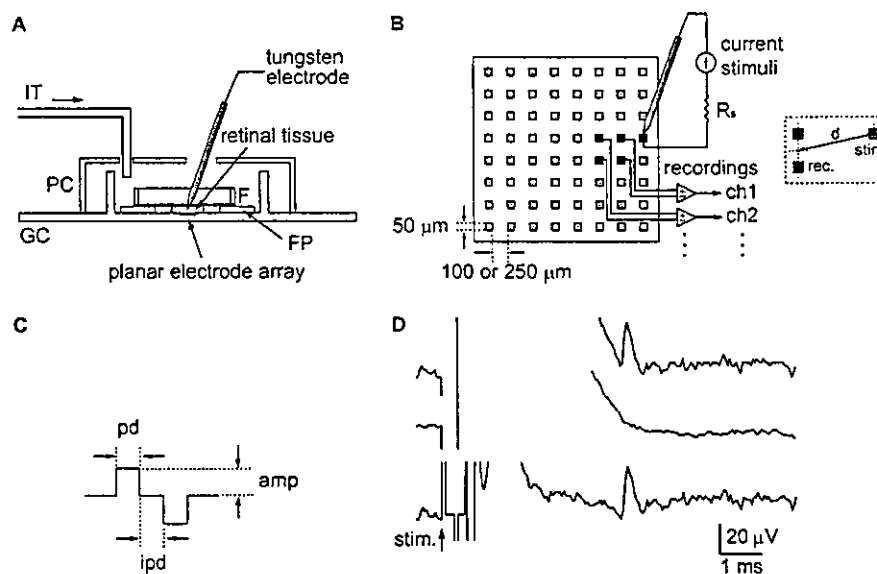 A
tungsten
electrode
IT
retinal tissue
PC
F
GC
FP
planar electrode array
B
current
stimuli
Rs
d
stim
rec.
recordings
ch1
ch2
50 µm
100 or 250 µm
C
pd
amp
ipd
D
stim.
20 µV
1 ms